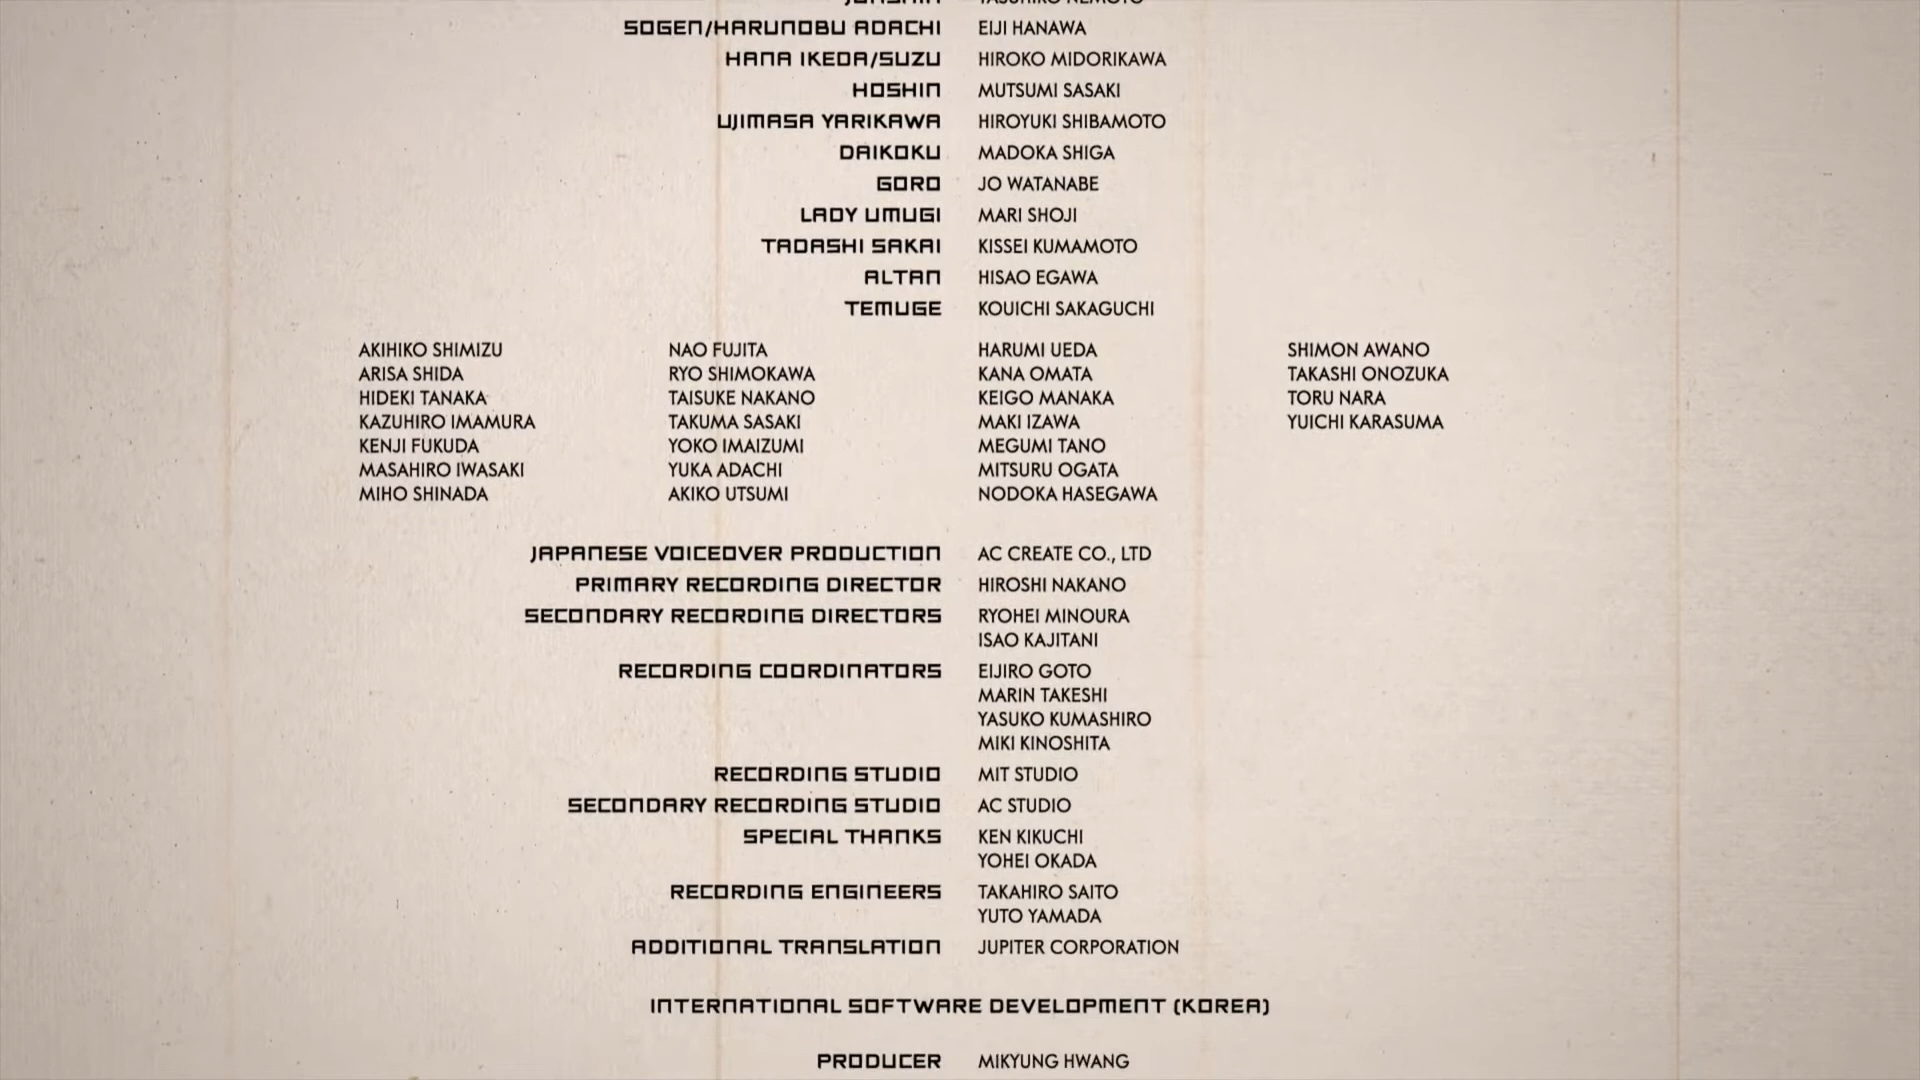 SOGEN/HARUNOBU ADACHI EIJI HANAWA
HANA IKEDA/SUZU HIROKO MIDORIKAWA
HOSHIN MUTSUMI SASAKI
UJIMASA YARIKAWA HIROYUKI SHIBAMOTO
DAIKOKU MADOKA SHIGA
GORO JO WATANABE
LADY UMUGI MARI SHOJI
TADASHI SAKAI KISSEI KUMAMOTO
ALTAN HISAO EGAWA
TEMUGE KOUICHI SAKAGUCHI
AKIHIKO SHIMIZU NAO FUJITA HARUMI UEDA SHIMON AWANO
ARISA SHIDA RYO SHIMOKAWA KANA OMATA TAKASHI ONOZUKA
HIDEKI TANAKA TAISUKE NAKANO KEIGO MANAKA TORU NARA
KAZUHIRO IMAMURA TAKUMA SASAKI MAKI IZAWA YUICHI KARASUMA
KENJI FUKUDA YOKO IMAIZUMI MEGUMI TANO
MASAHIRO IWASAKI YUKA ADACHI MITSURU OGATA
MIHO SHINADA AKIKO UTSUMI NODOKA HASEGAWA
JAPANESE VOICEOVER PRODUCTION AC CREATE CO., LTD
PRIMARY RECORDING DIRECTOR HIROSHI NAKANO
SECONDARY RECORDING DIRECTORS RYOHEI MINOURA
ISAO KAJITANI
RECORDING COORDINATORS EIJIRO GOTO
MARIN TAKESHI
YASUKO KUMASHIRO
MIKI KINOSHITA
RECORDING STUDIO MIT STUDIO
SECONDARY RECORDING STUDIO AC STUDIO
SPECIAL THANKS KEN KIKUCHI
YOHEI OKADA
RECORDING ENGINEERS TAKAHIRO SAITO
YUTO YAMADA
ADDITIONAL TRANSLATION JUPITER CORPORATION
INTERNATIONAL SOFTWARE DEVELOPMENT (KOREA)
PRODUCER MIKYUNG HWANG